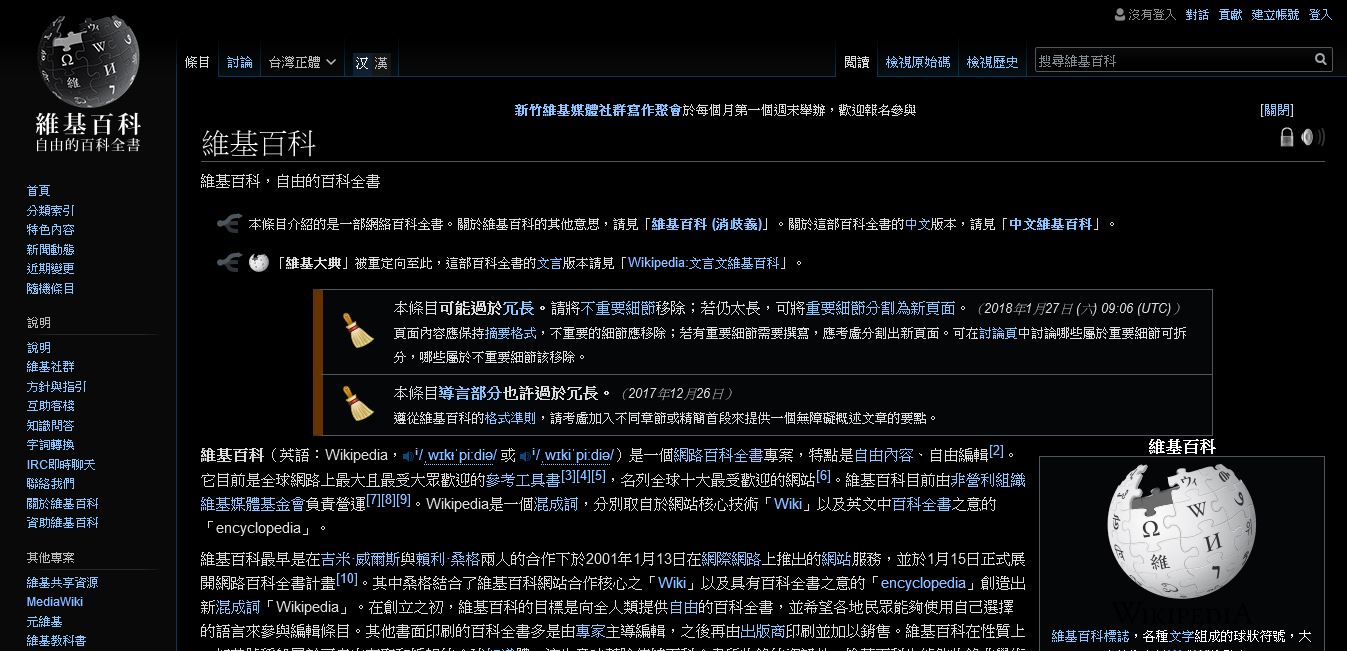 沒有登入 對話 貢獻 建立帳號 登入
條目 討論 台灣正體 汉 漢 閱讀 檢視原始碼 檢視歷史 搜尋維基百科
維基百科
自由的百科全書
首頁
分類索引
特色內容
新聞動態
近期變更
隨機條目
說明
說明
維基社群
方針與指引
互助客棧
知識問答
字詞轉換
IRC即時聊天
聯絡我們
關於維基百科
資助維基百科
其他專案
維基共享資源
MediaWiki
元維基
維基教科書
新竹維基媒體社群寫作聚會於每個月第一個週末舉辦，歡迎報名參與 [關閉]
維基百科
維基百科，自由的百科全書
本條目介紹的是一部網絡百科全書。關於維基百科的其他意思，請見「維基百科 (消歧義)」。關於這部百科全書的中文版本，請見「中文維基百科」。
「維基大典」被重定向至此，這部百科全書的文言版本請見「Wikipedia:文言文維基百科」。
本條目可能過於冗長。請將不重要細節移除；若仍太長，可將重要細節分割為新頁面。（2018年1月27日 (六) 09:06 (UTC)）
頁面內容應保持摘要格式，不重要的細節應移除；若有重要細節需要撰寫，應考慮分割出新頁面。可在討論頁中討論哪些屬於重要細節可拆
分，哪些屬於不重要細節該移除。
本條目導言部分也許過於冗長。（2017年12月26日）
遵從維基百科的格式準則，請考慮加入不同章節或精簡首段來提供一個無障礙概述文章的要點。
維基百科（英語：Wikipedia，i/ˌwɪkɨˈpiːdiə/ 或 i/ˌwɪkiˈpiːdiə/）是一個網路百科全書專案，特點是自由內容、自由編輯[2]。
它目前是全球網路上最大且最受大眾歡迎的參考工具書[3][4][5]，名列全球十大最受歡迎的網站[6]。維基百科目前由非營利組織
維基媒體基金會負責營運[7][8][9]。Wikipedia是一個混成詞，分別取自於網站核心技術「Wiki」以及英文中百科全書之意的
「encyclopedia」。
維基百科最早是在吉米·威爾斯與賴利·桑格兩人的合作下於2001年1月13日在網際網路上推出的網站服務，並於1月15日正式展
開網路百科全書計畫[10]。其中桑格結合了維基百科網站合作核心之「Wiki」以及具有百科全書之意的「encyclopedia」創造出
新混成詞「Wikipedia」。在創立之初，維基百科的目標是向全人類提供自由的百科全書，並希望各地民眾能夠使用自己選擇
的語言來參與編輯條目。其他書面印刷的百科全書多是由專家主導編輯，之後再由出版商印刷並加以銷售。維基百科在性質上
維基百科
WIKIPEDIA
維基百科標誌，各種文字組成的球狀符號，大